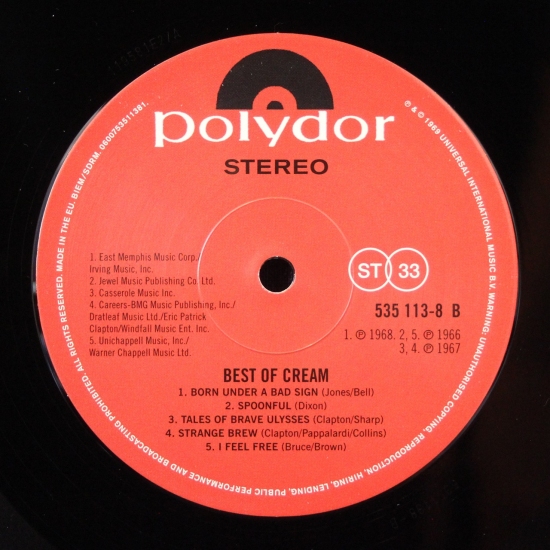 polydor
STEREO
1. East Memphis Music Corp./
Irving Music, Inc.
2. Jewel Music Publishing Co. Ltd.
3. Casserole Music Inc.
4. Careers-BMG Music Publishing, Inc./
Dratleaf Music Ltd./Eric Patrick
Clapton/Windfall Music Ent. Inc.
5. Unichappell Music, Inc./
Warner Chappell Music Ltd.
ST 33
535 113-8 B
1. ℗ 1968. 2, 5. ℗ 1966
3, 4. ℗ 1967
BEST OF CREAM
1. BORN UNDER A BAD SIGN (Jones/Bell)
2. SPOONFUL (Dixon)
3. TALES OF BRAVE ULYSSES (Clapton/Sharp)
4. STRANGE BREW (Clapton/Pappalardi/Collins)
5. I FEEL FREE (Bruce/Brown)
℗ & © 1969 UNIVERSAL INTERNATIONAL MUSIC B.V. WARNING: UNAUTHORISED COPYING, REPRODUCTION, HIRING, LENDING, PUBLIC PERFORMANCE AND BROADCASTING PROHIBITED. ALL RIGHTS RESERVED. MADE IN THE EU. BIEM/SDRM. 0600753511381.